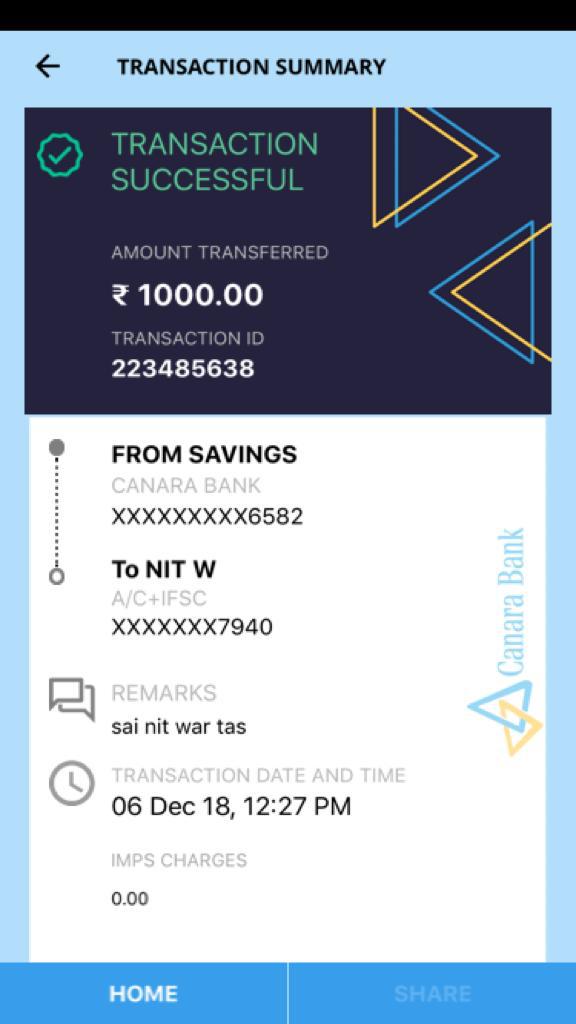 TRANSACTION SUMMARY
TRANSACTION
SUCCESSFUL
AMOUNT TRANSFERRED
₹ 1000.00
TRANSACTION ID
223485638
FROM SAVINGS
CANARA BANK
XXXXXXXXX6582
To NIT W
A/C+IFSC
XXXXXXX7940
Canara Bank
REMARKS
sai nit war tas
TRANSACTION DATE AND TIME
06 Dec 18, 12:27 PM
IMPS CHARGES
0.00
HOME
SHARE